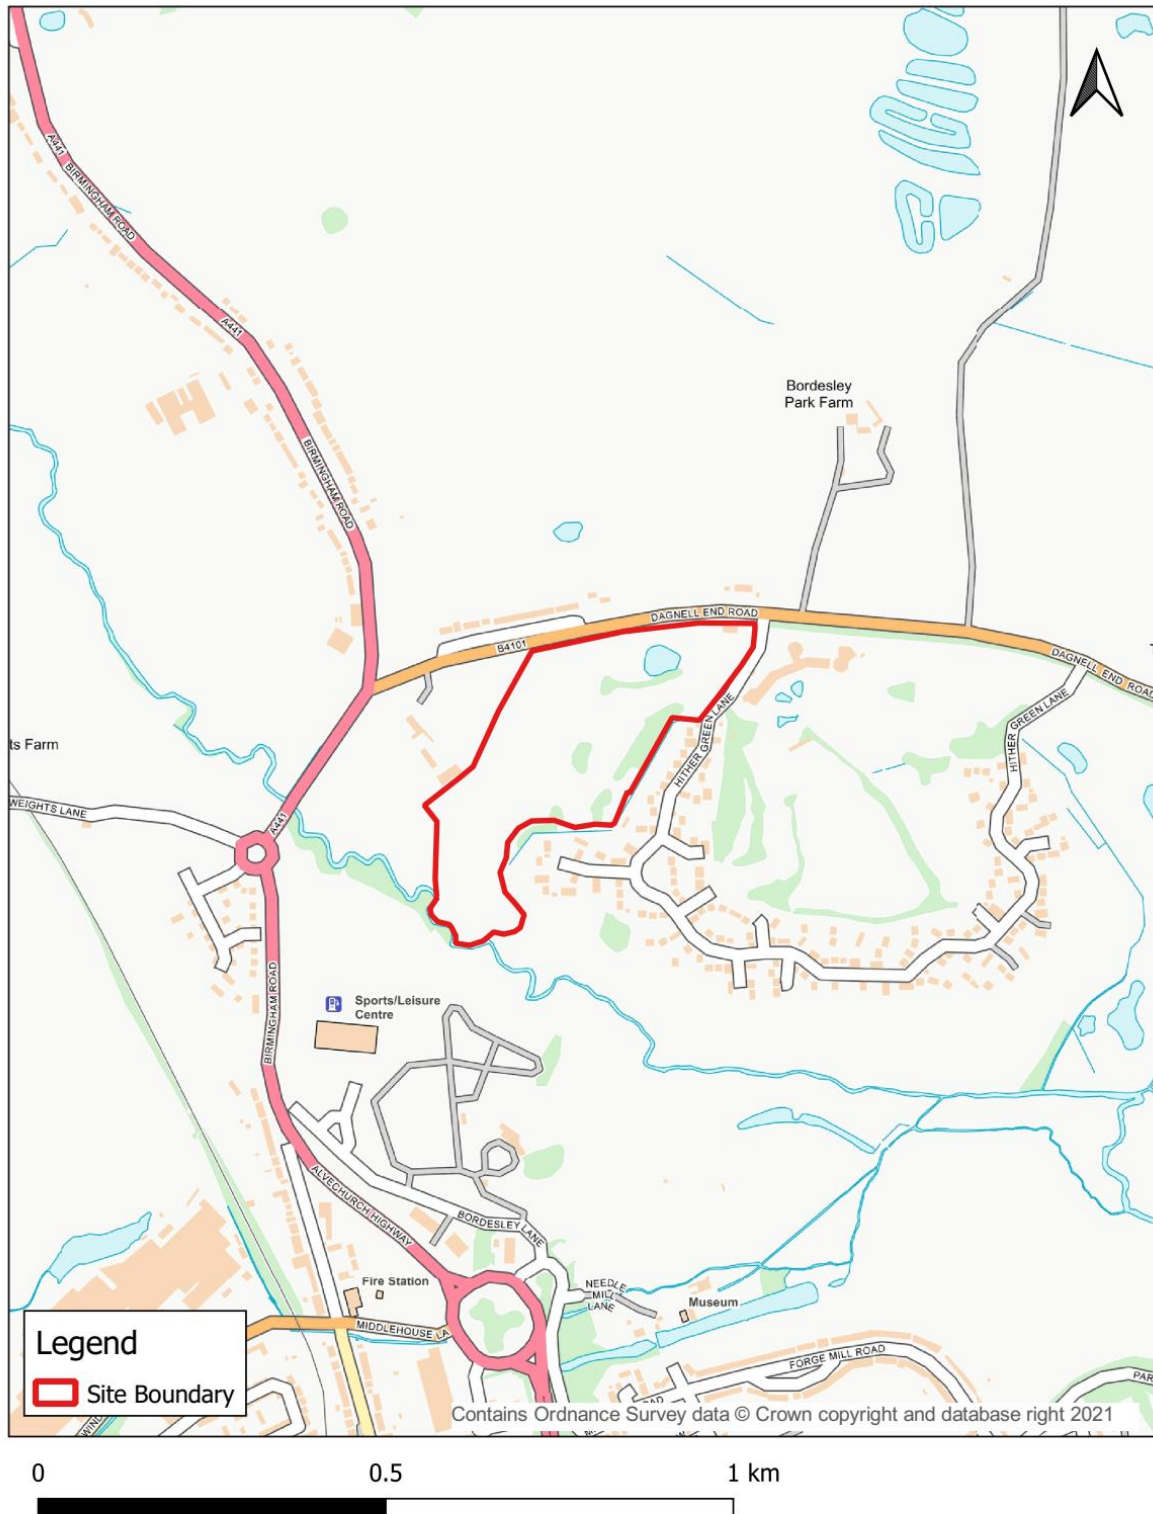 A441
BIRMINGHAM ROAD
A441
BIRMINGHAM ROAD
Bordesley
Park Farm
DAGNELL END ROAD
B4101
DAGNELL END ROAD
HITHER GREEN LANE
HITHER GREEN LANE
ts Farm
WEIGHTS LANE
A441
BIRMINGHAM ROAD
Sports/Leisure
Centre
ALVECHURCH HIGHWAY
BORDESLEY LANE
Fire Station
NEEDLE
MILL
LANE
Museum
MIDDLEHOUSE LA
FORGE MILL ROAD
OAD
PAR
WIND
Legend
Site Boundary
Contains Ordnance Survey data © Crown copyright and database right 2021
0 0.5 1 km